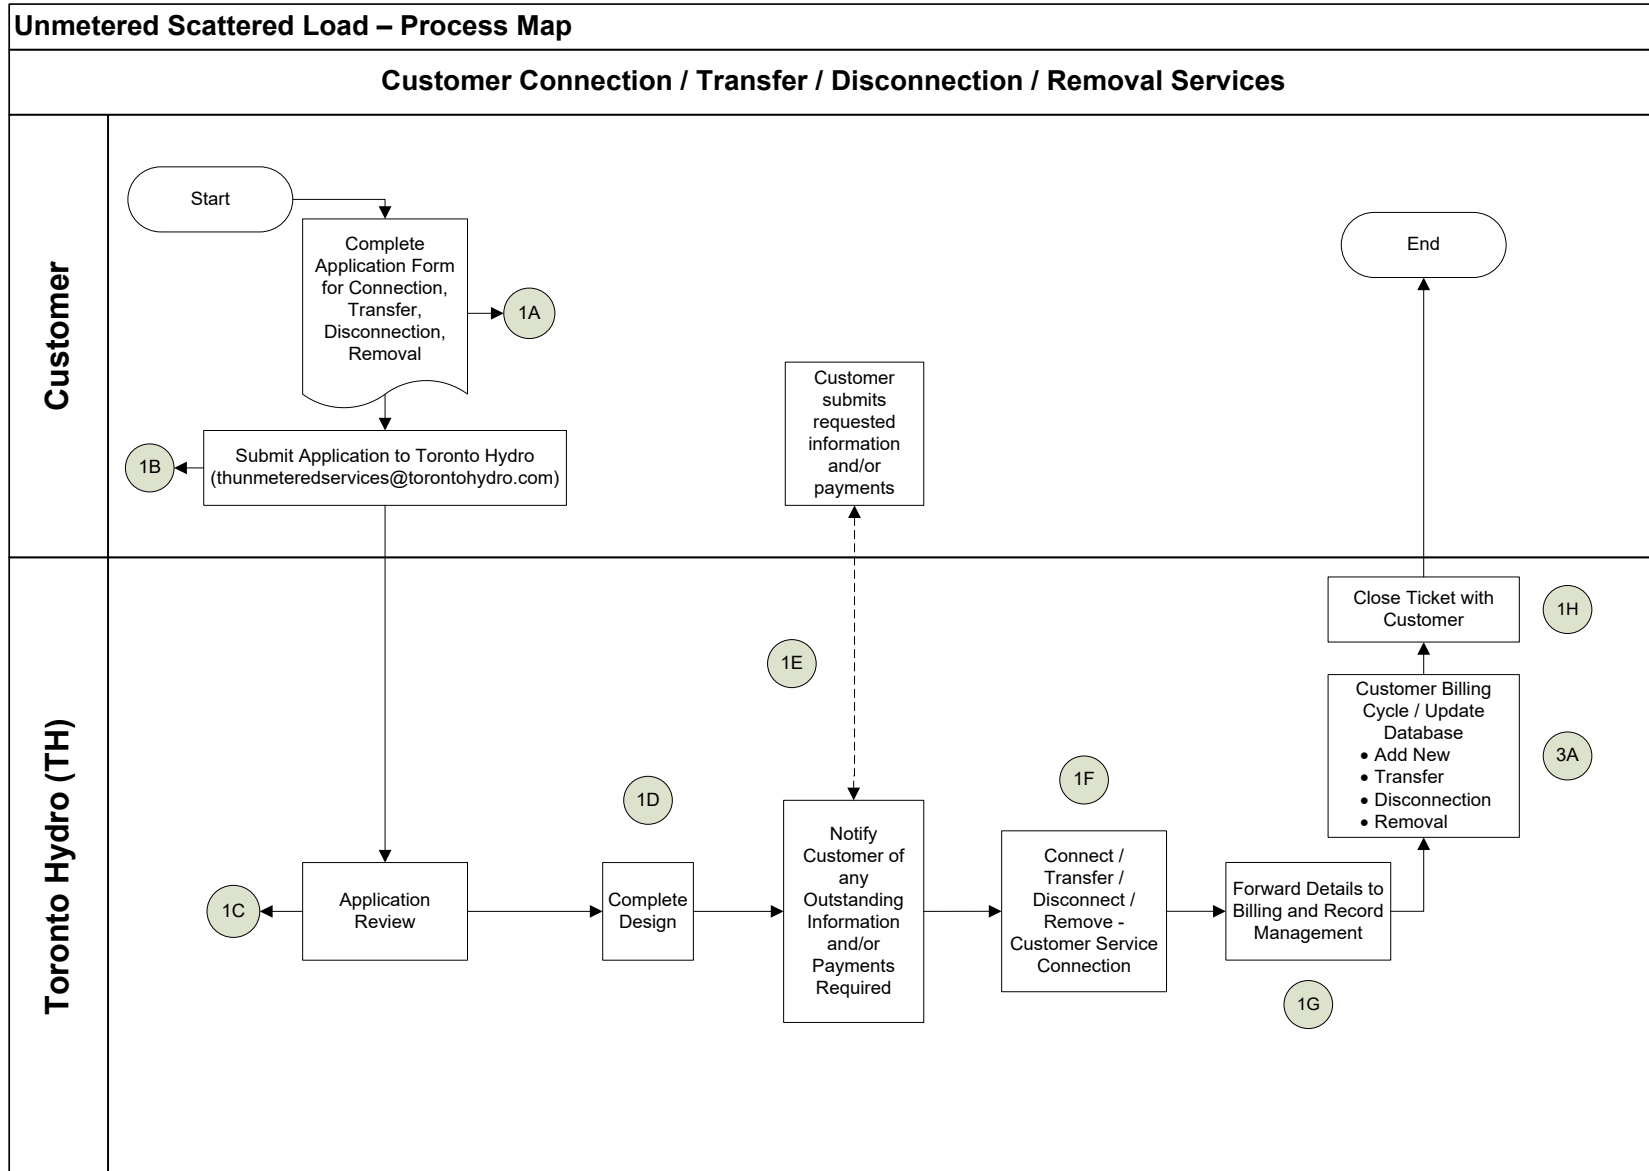 Unmetered Scattered Load – Process Map
Customer Connection / Transfer / Disconnection / Removal Services
Customer
Start
Complete
Application Form
for Connection,
Transfer,
Disconnection,
Removal
1A
Submit Application to Toronto Hydro
(thunmeteredservices@torontohydro.com)
1B
Customer
submits
requested
information
and/or
payments
End
Toronto Hydro (TH)
1C
Application
Review
1D
Complete
Design
1E
Notify
Customer of
any
Outstanding
Information
and/or
Payments
Required
1F
Connect /
Transfer /
Disconnect /
Remove -
Customer Service
Connection
Forward Details to
Billing and Record
Management
1G
Customer Billing
Cycle / Update
Database
• Add New
• Transfer
• Disconnection
• Removal
3A
Close Ticket with
Customer
1H